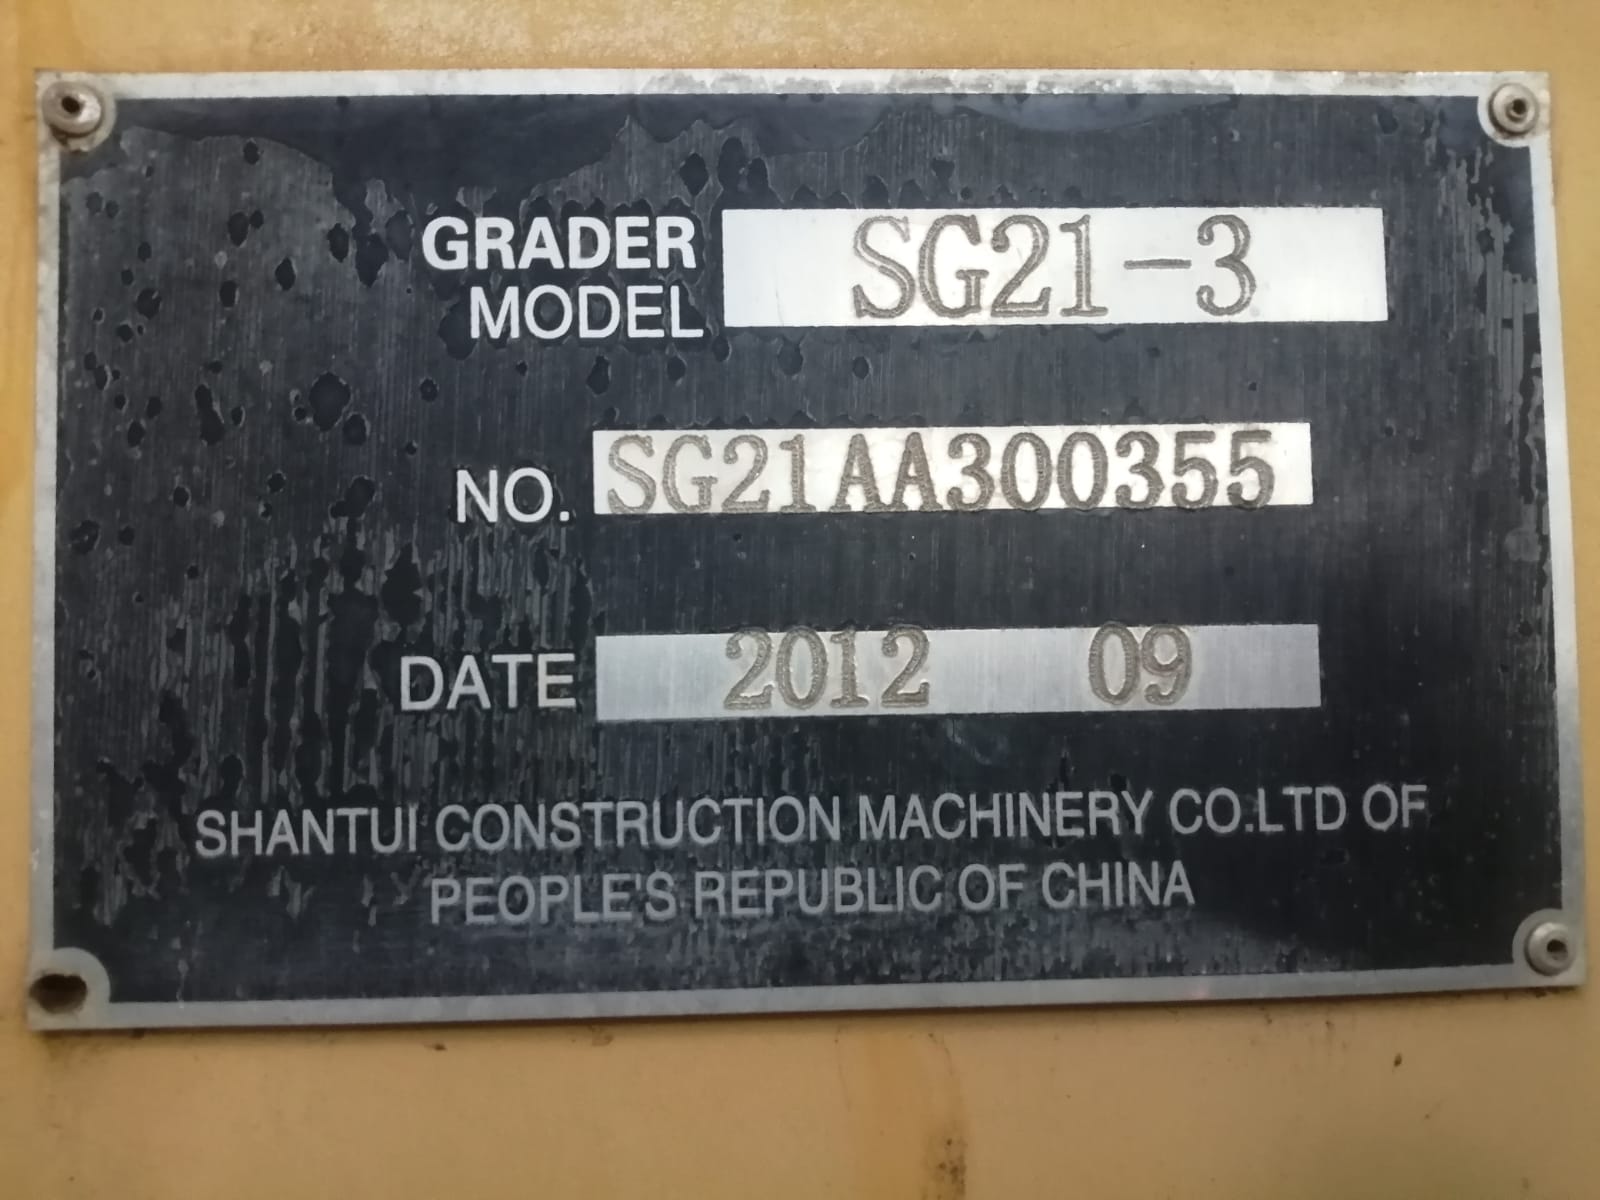 GRADER MODEL SG21-3
NO. SG21AA300355
DATE 2012 09
SHANTUI CONSTRUCTION MACHINERY CO.LTD OF
PEOPLE'S REPUBLIC OF CHINA